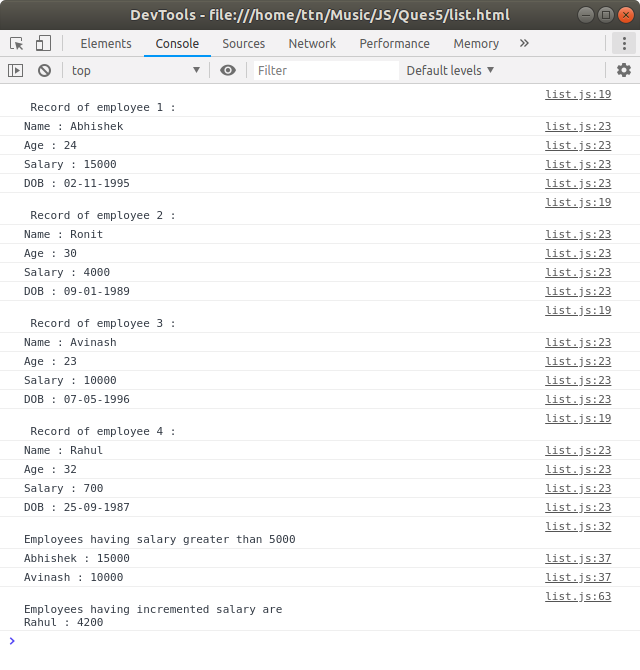 DevTools - file:///home/ttn/Music/JS/Ques5/list.html
Elements Console Sources Network Performance Memory »
top Filter Default levels
list.js:19
Record of employee 1 :
Name : Abhishek list.js:23
Age : 24 list.js:23
Salary : 15000 list.js:23
DOB : 02-11-1995 list.js:23
list.js:19
Record of employee 2 :
Name : Ronit list.js:23
Age : 30 list.js:23
Salary : 4000 list.js:23
DOB : 09-01-1989 list.js:23
list.js:19
Record of employee 3 :
Name : Avinash list.js:23
Age : 23 list.js:23
Salary : 10000 list.js:23
DOB : 07-05-1996 list.js:23
list.js:19
Record of employee 4 :
Name : Rahul list.js:23
Age : 32 list.js:23
Salary : 700 list.js:23
DOB : 25-09-1987 list.js:23
list.js:32
Employees having salary greater than 5000
Abhishek : 15000 list.js:37
Avinash : 10000 list.js:37
list.js:63
Employees having incremented salary are
Rahul : 4200